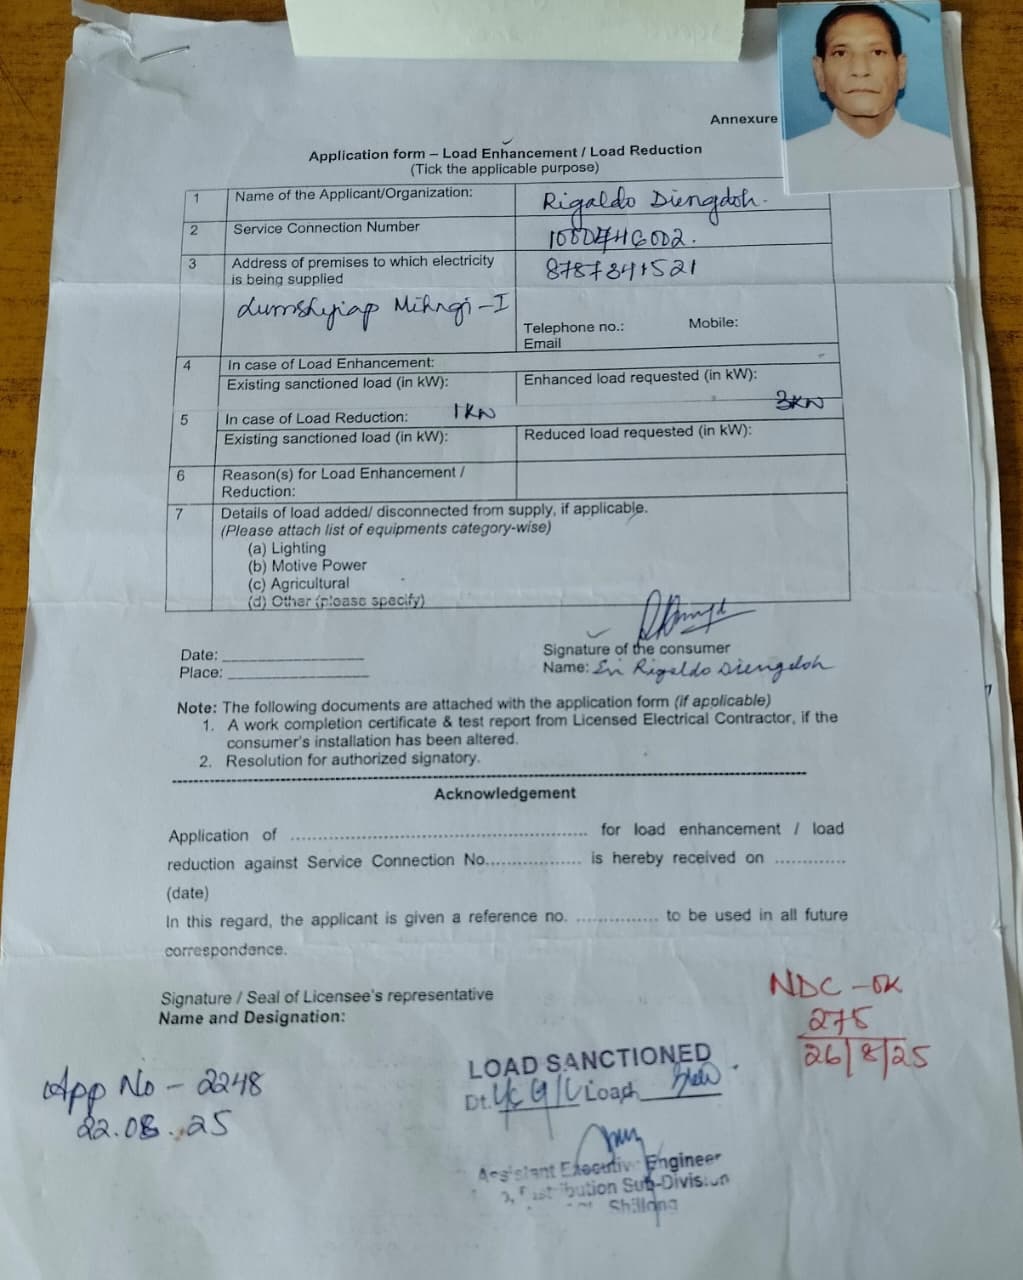 Annexure
Application form – Load Enhancement / Load Reduction
(Tick the applicable purpose)
1 Name of the Applicant/Organization: Rigaldo Diengdoh.
2 Service Connection Number
3 Address of premises to which electricity is being supplied 8787341521
Mihngi - I
Telephone no.: Mobile:
Email
4 In case of Load Enhancement:
Existing sanctioned load (in kW): Enhanced load requested (in kW):
1 KW 3KW
5 In case of Load Reduction:
Existing sanctioned load (in kW): Reduced load requested (in kW):
6 Reason(s) for Load Enhancement /
Reduction:
7 Details of load added/ disconnected from supply, if applicable.
(Please attach list of equipments category-wise)
(a) Lighting
(b) Motive Power
(c) Agricultural
(d) Other (please specify)
Date:
Place:
Signature of the consumer
Name: Sri Rigaldo Diengdoh
Note: The following documents are attached with the application form (if applicable)
1. A work completion certificate & test report from Licensed Electrical Contractor, if the
consumer's installation has been altered.
2. Resolution for authorized signatory.
Acknowledgement
Application of ........................................................ for load enhancement / load
reduction against Service Connection No.................. is hereby received on .............
(date)
In this regard, the applicant is given a reference no. ............... to be used in all future
correspondence.
Signature / Seal of Licensee's representative
Name and Designation:
NDC - OK
275
26/8/25
App No - 2248
22.08.25
LOAD SANCTIONED
Dt. Load
Assistant Executive Engineer
Distribution Sub-Division
Shillong